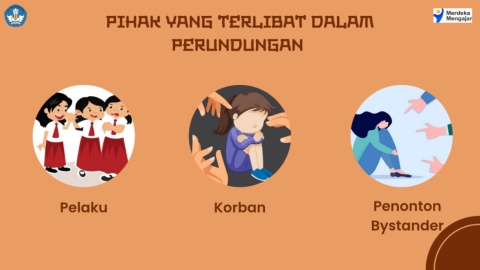 PIHAK YANG TERLIBAT DALAM
PERUNDUNGAN
Merdeka
Mengajar
Pelaku
Korban
Penonton
Bystander